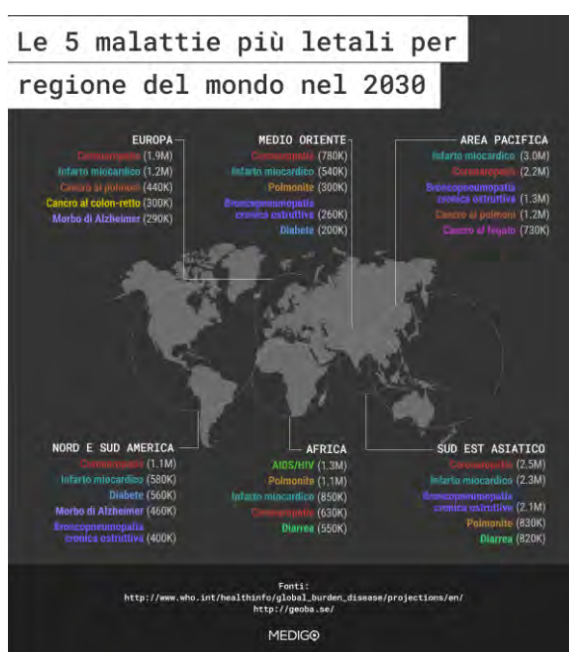 Le 5 malattie più letali per
regione del mondo nel 2030
EUROPA
Coronaropatia (1.9M)
Infarto miocardico (1.2M)
Cancro ai polmoni (440K)
Cancro al colon-retto (300K)
Morbo di Alzheimer (290K)
MEDIO ORIENTE
Coronaropatia (780K)
Infarto miocardico (540K)
Polmonite (300K)
Broncopneumopatia
cronica ostruttiva (260K)
Diabete (200K)
AREA PACIFICA
Infarto miocardico (3.0M)
Coronaropatia (2.2M)
Broncopneumopatia
cronica ostruttiva (1.3M)
Cancro ai polmoni (1.2M)
Cancro al fegato (730K)
NORD E SUD AMERICA
Coronaropatia (1.1M)
Infarto miocardico (580K)
Diabete (560K)
Morbo di Alzheimer (460K)
Broncopneumopatia
cronica ostruttiva (400K)
AFRICA
AIDS/HIV (1.3M)
Polmonite (1.1M)
Infarto miocardico (850K)
Coronaropatia (630K)
Diarrea (550K)
SUD EST ASIATICO
Coronaropatia (2.5M)
Infarto miocardico (2.3M)
Broncopneumopatia
cronica ostruttiva (2.1M)
Polmonite (830K)
Diarrea (820K)
Fonti:
http://www.who.int/healthinfo/global_burden_disease/projections/en/
http://geoba.se/
MEDIGO